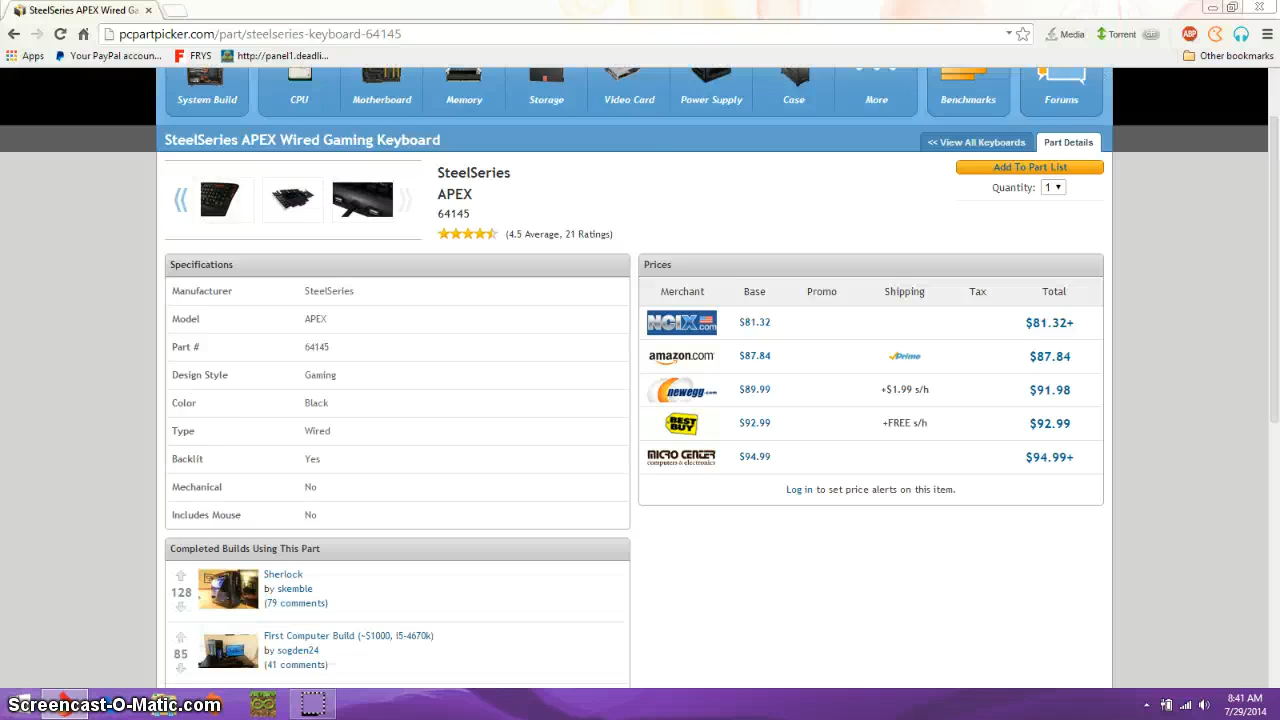 SteelSeries APEX Wired Ga
pcpartpicker.com/part/steelseries-keyboard-64145
Media
Torrent
ABP
Apps
Your PayPal accoun...
FRYS
http://panel1.deadli...
Other bookmarks
System Build
CPU
Motherboard
Memory
Storage
Video Card
Power Supply
Case
More
Benchmarks
Forums
SteelSeries APEX Wired Gaming Keyboard
<< View All Keyboards
Part Details
SteelSeries
APEX
64145
(4.5 Average, 21 Ratings)
Add To Part List
Quantity: 1
Specifications
Manufacturer SteelSeries
Model APEX
Part # 64145
Design Style Gaming
Color Black
Type Wired
Backlit Yes
Mechanical No
Includes Mouse No
Prices
Merchant Base Promo Shipping Tax Total
NCIX.com $81.32 $81.32+
amazon.com $87.84 Prime $87.84
newegg.com $89.99 +$1.99 s/h $91.98
BEST BUY $92.99 +FREE s/h $92.99
MICRO CENTER computers & electronics $94.99 $94.99+
Log in to set price alerts on this item.
Completed Builds Using This Part
128
Sherlock
by skemble
(79 comments)
85
First Computer Build (~$1000, i5-4670k)
by sogden24
(41 comments)
Screencast-O-Matic.com
8:41 AM
7/29/2014